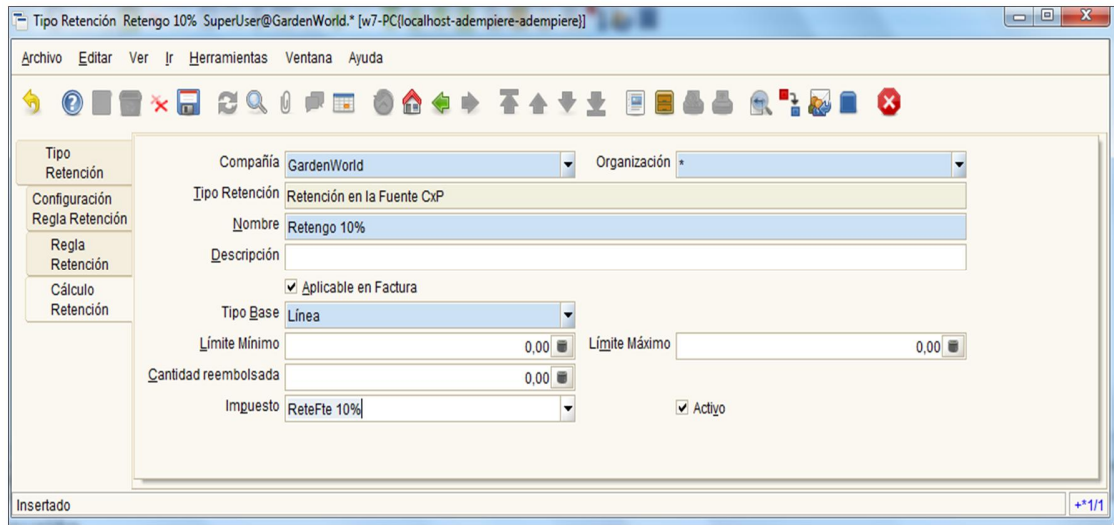 Tipo Retención Retengo 10% SuperUser@GardenWorld.* [w7-PC{localhost-adempiere-adempiere}]
Archivo Editar Ver Ir Herramientas Ventana Ayuda
Tipo
Retención
Configuración
Regla Retención
Regla
Retención
Cálculo
Retención
Compañía GardenWorld Organización *
Tipo Retención Retención en la Fuente CxP
Nombre Retengo 10%
Descripción
Aplicable en Factura
Tipo Base Línea
Límite Mínimo 0,00 Límite Máximo 0,00
Cantidad reembolsada 0,00
Impuesto ReteFte 10% Activo
Insertado +*1/1